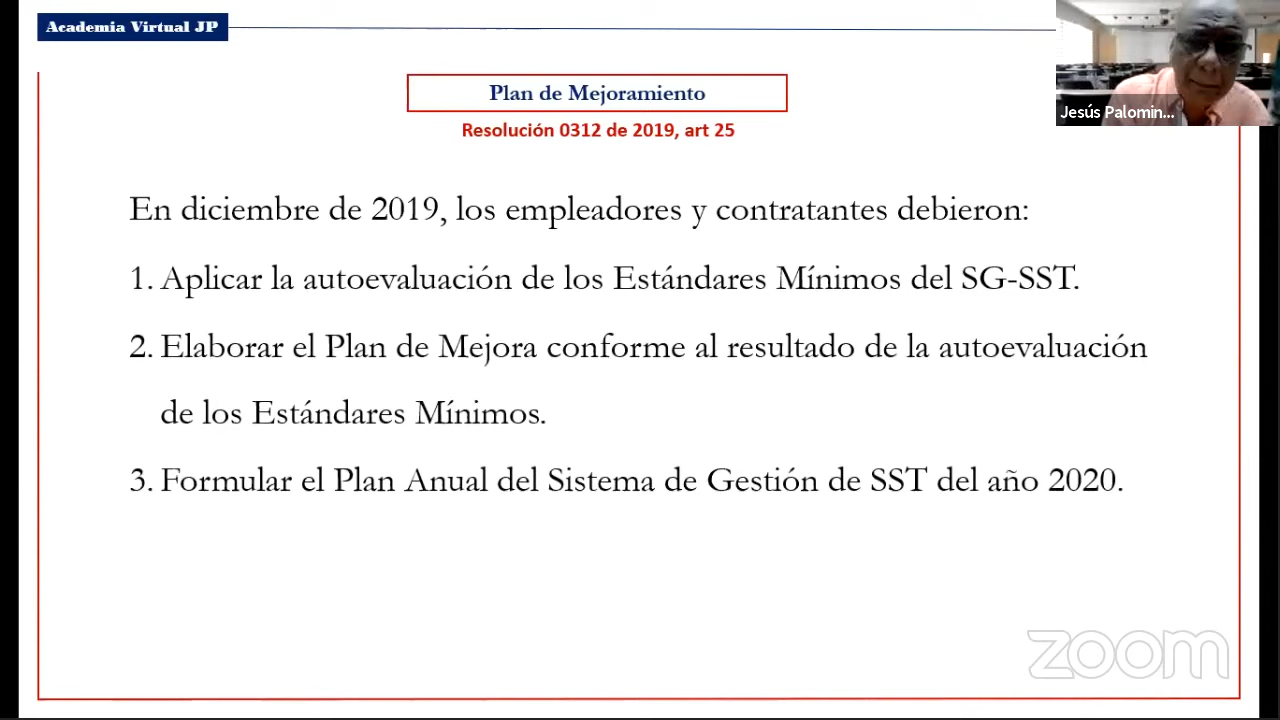 Academia Virtual JP
Plan de Mejoramiento
Resolución 0312 de 2019, art 25
Jesús Palomin...
En diciembre de 2019, los empleadores y contratantes debieron:
1. Aplicar la autoevaluación de los Estándares Mínimos del SG-SST.
2. Elaborar el Plan de Mejora conforme al resultado de la autoevaluación
de los Estándares Mínimos.
3. Formular el Plan Anual del Sistema de Gestión de SST del año 2020.
zoom